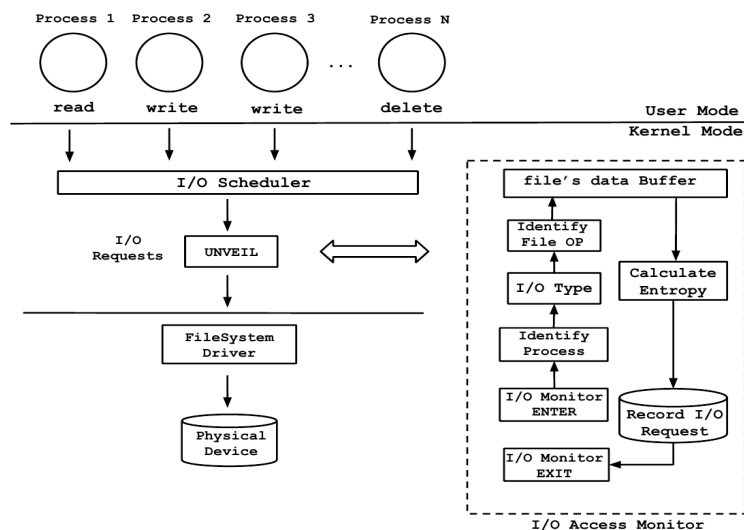 Process 1 Process 2 Process 3 Process N
...
read write write delete
User Mode
Kernel Mode
I/O Scheduler
I/O
Requests
UNVEIL
FileSystem
Driver
Physical
Device
file's data Buffer
Identify
File OP
I/O Type
Identify
Process
I/O Monitor
ENTER
Calculate
Entropy
Record I/O
Request
I/O Monitor
EXIT
I/O Access Monitor